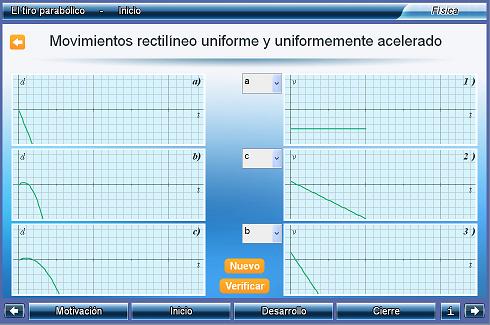 El tiro parabólico - Inicio Física
Movimientos rectilíneo uniforme y uniformemente acelerado
d a) a v 1 )
t t
d b) c v 2 )
t t
d c) b v 3 )
t t
Nuevo
Verificar
Motivación Inicio Desarrollo Cierre i